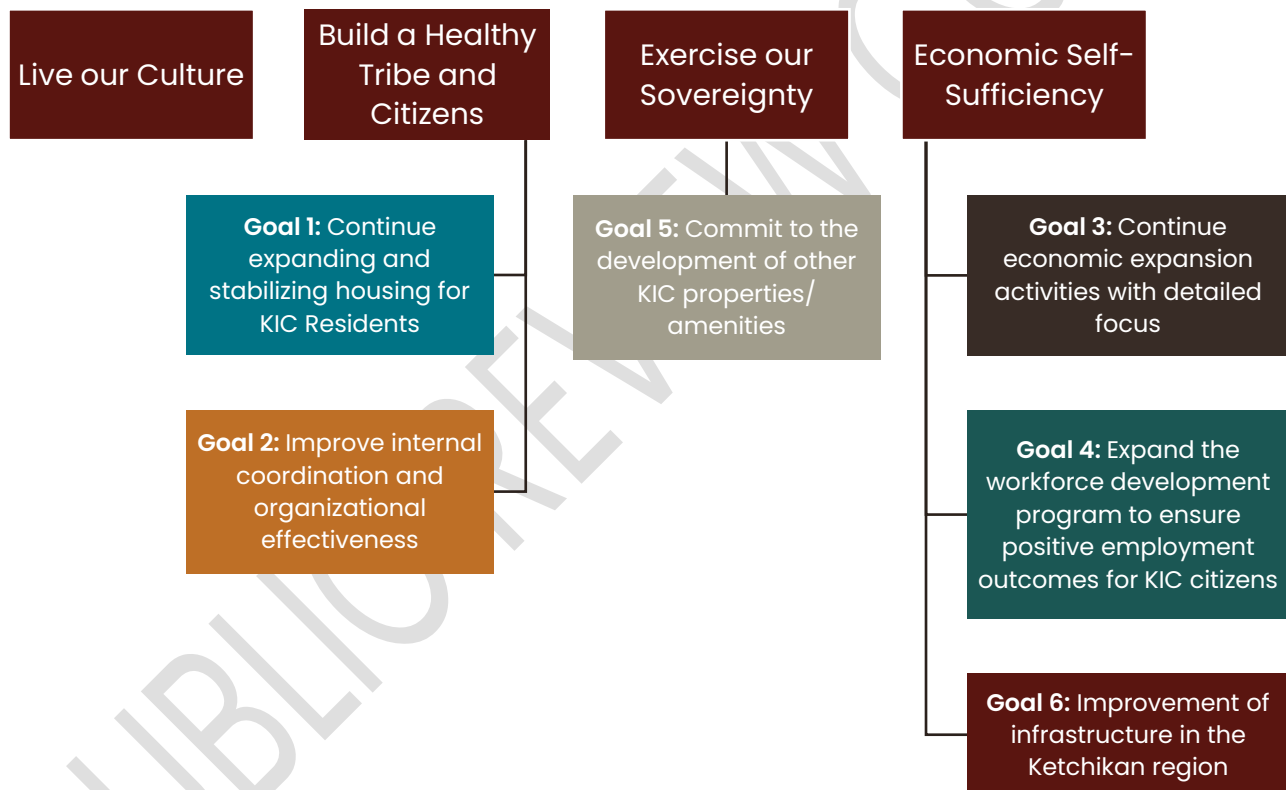 Live our Culture
Build a Healthy
Tribe and
Citizens
Exercise our
Sovereignty
Economic Self-
Sufficiency
Goal 1: Continue
expanding and
stabilizing housing for
KIC Residents
Goal 2: Improve internal
coordination and
organizational
effectiveness
Goal 5: Commit to the
development of other
KIC properties/
amenities
Goal 3: Continue
economic expansion
activities with detailed
focus
Goal 4: Expand the
workforce development
program to ensure
positive employment
outcomes for KIC citizens
Goal 6: Improvement of
infrastructure in the
Ketchikan region